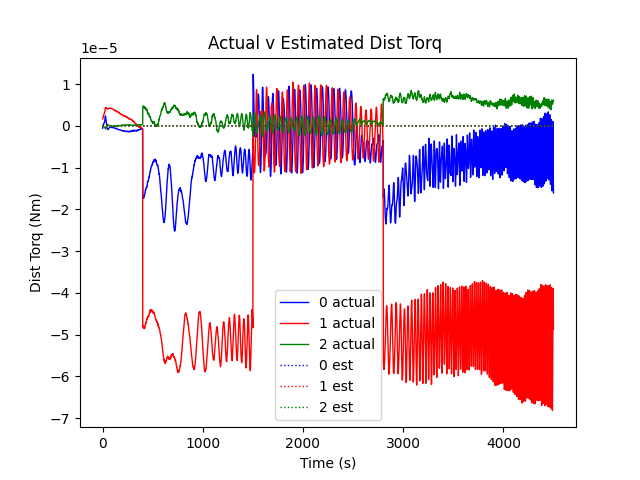 Actual v Estimated Dist Torq
1e−5
Dist Torq (Nm)
1
0
−1
−2
−3
−4
−5
−6
−7
0 actual
1 actual
2 actual
0 est
1 est
2 est
0 1000 2000 3000 4000
Time (s)